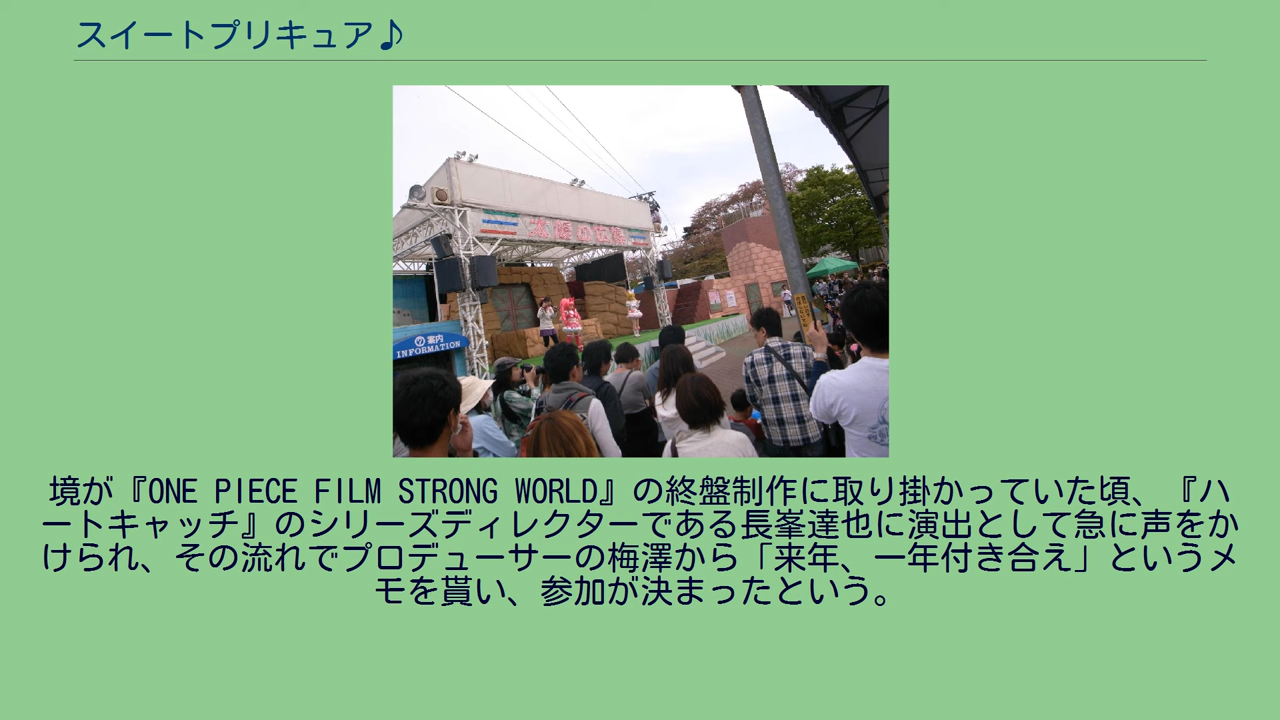 スイートプリキュア♪
案内
INFORMATION
境が『ONE PIECE FILM STRONG WORLD』の終盤制作に取り掛かっていた頃、『ハ
ートキャッチ』のシリーズディレクターである長峯達也に演出として急に声をか
けられ、その流れでプロデューサーの梅澤から「来年、一年付き合え」というメ
モを貰い、参加が決まったという。